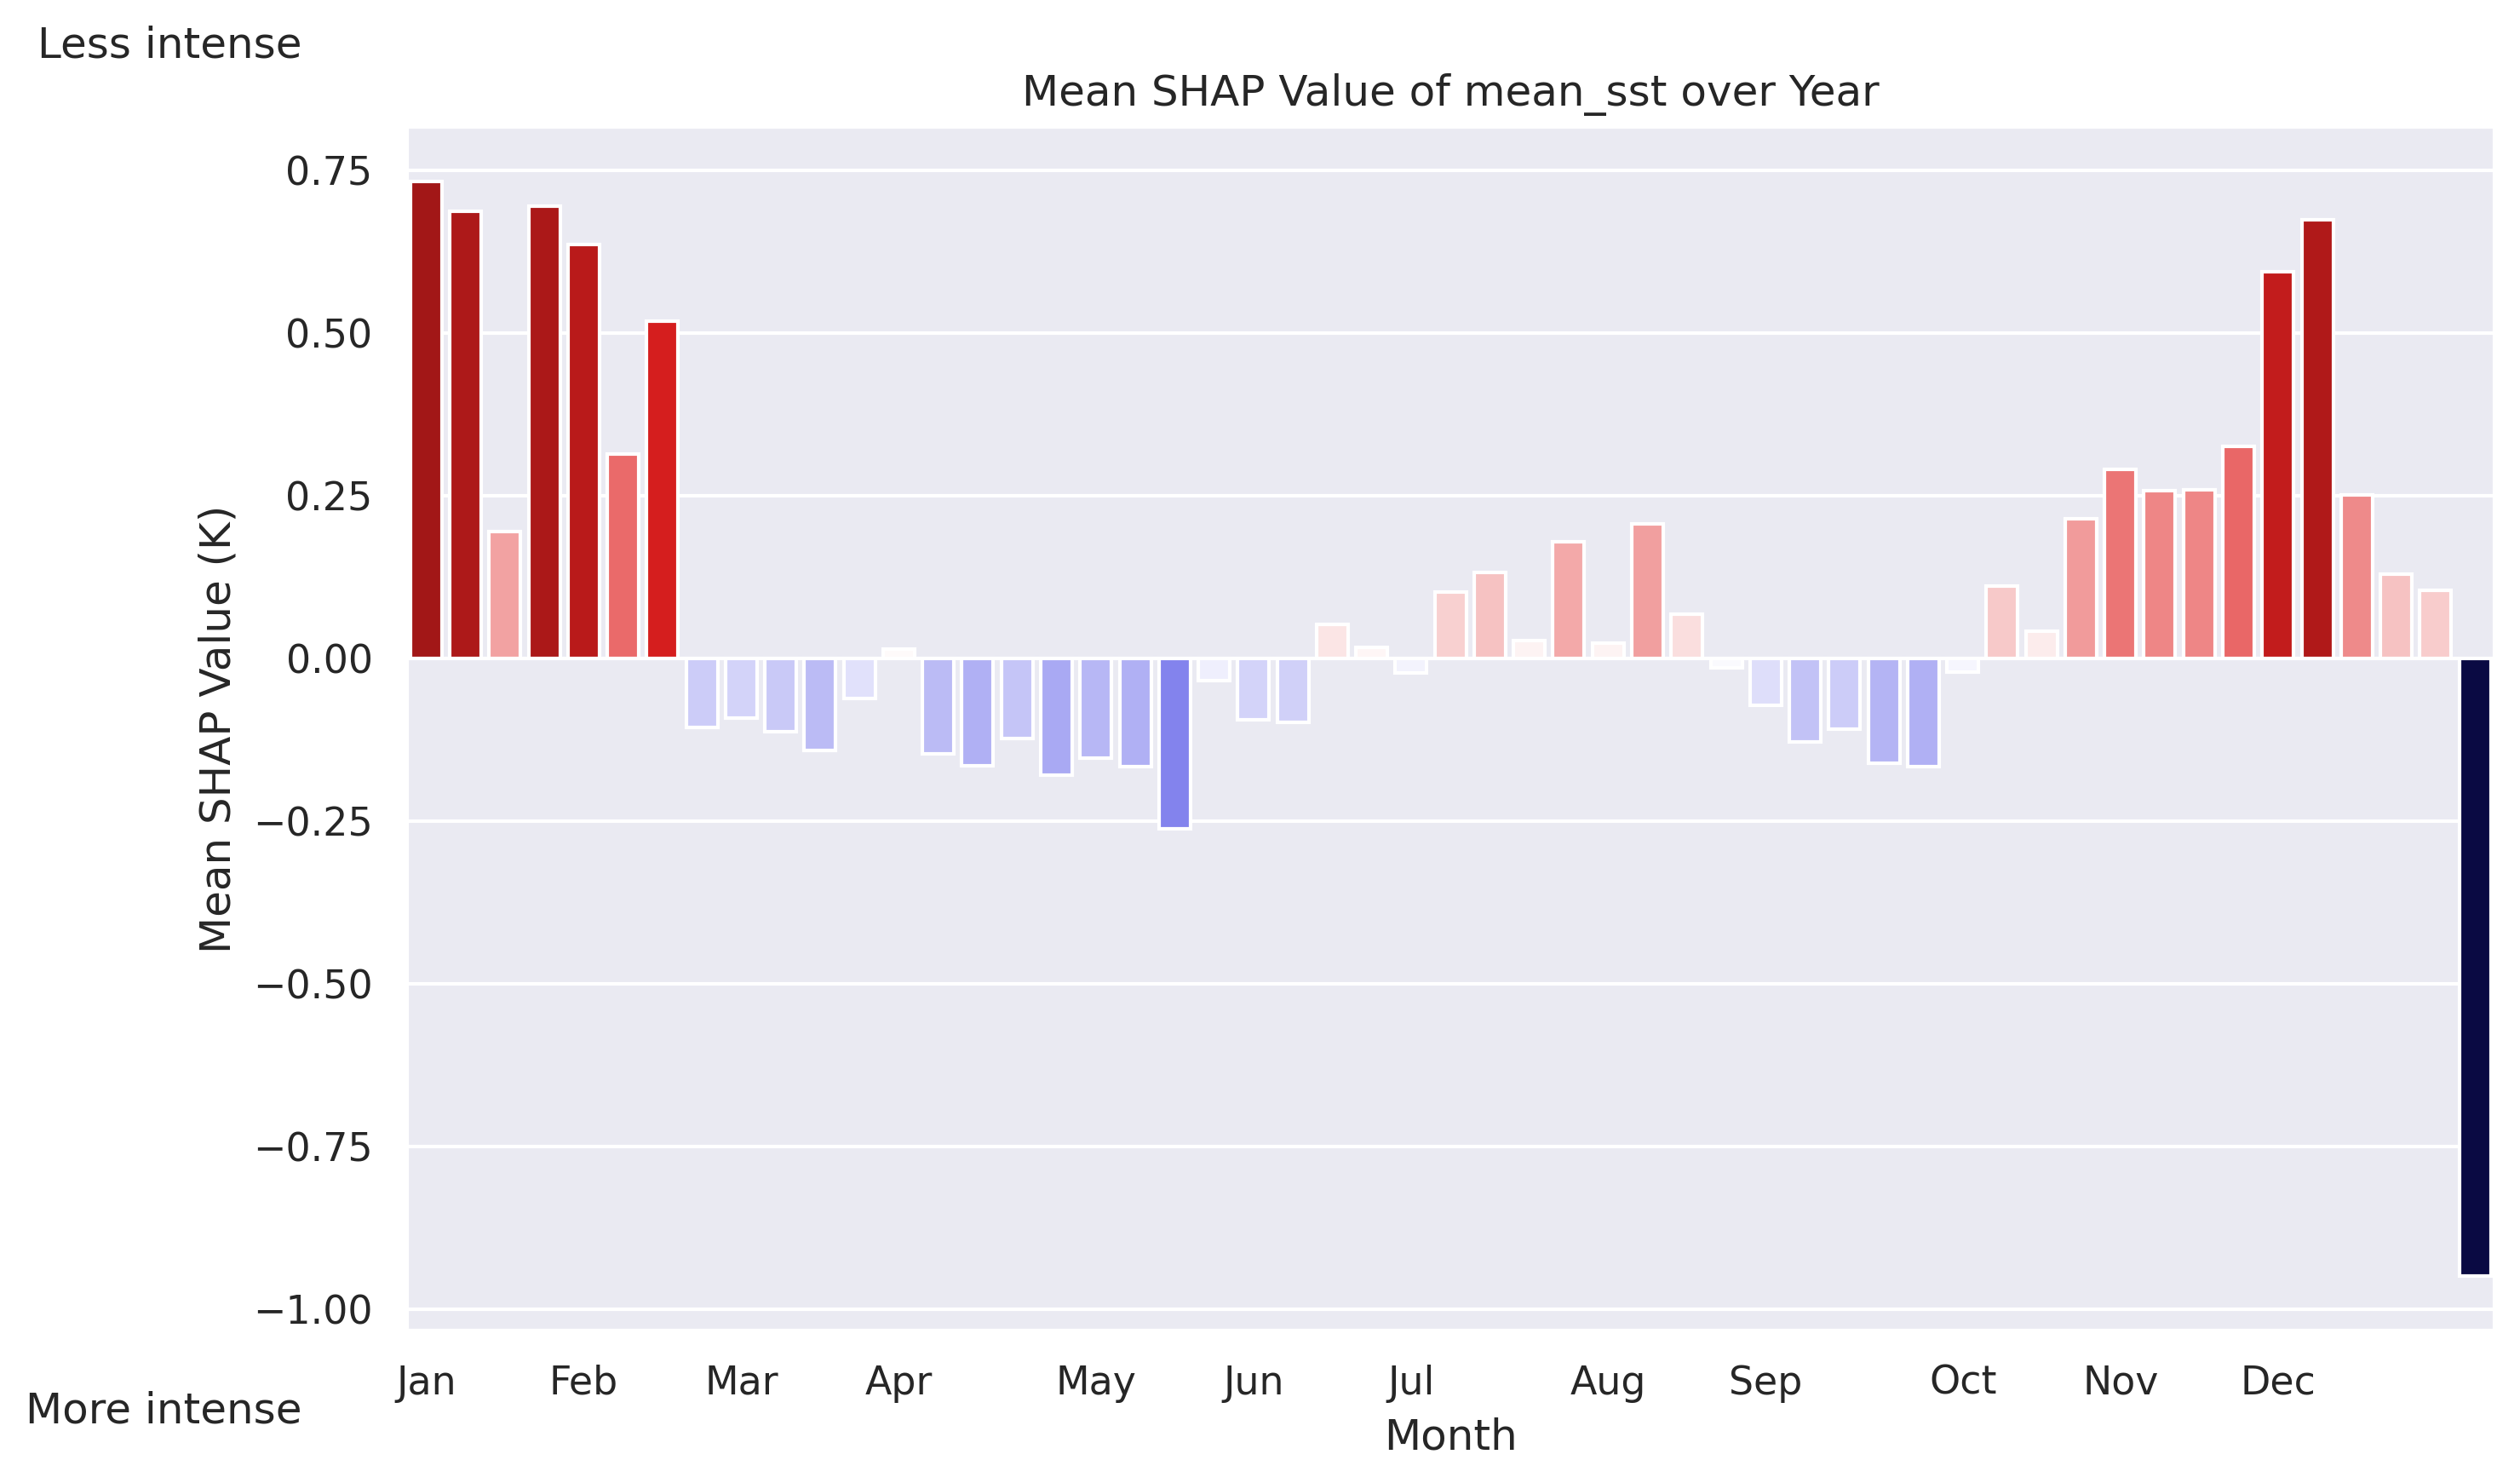 Less intense
Mean SHAP Value of mean_sst over Year
Mean SHAP Value (K)
0.75
0.50
0.25
0.00
−0.25
−0.50
−0.75
−1.00
Jan Feb Mar Apr May Jun Jul Aug Sep Oct Nov Dec
More intense
Month